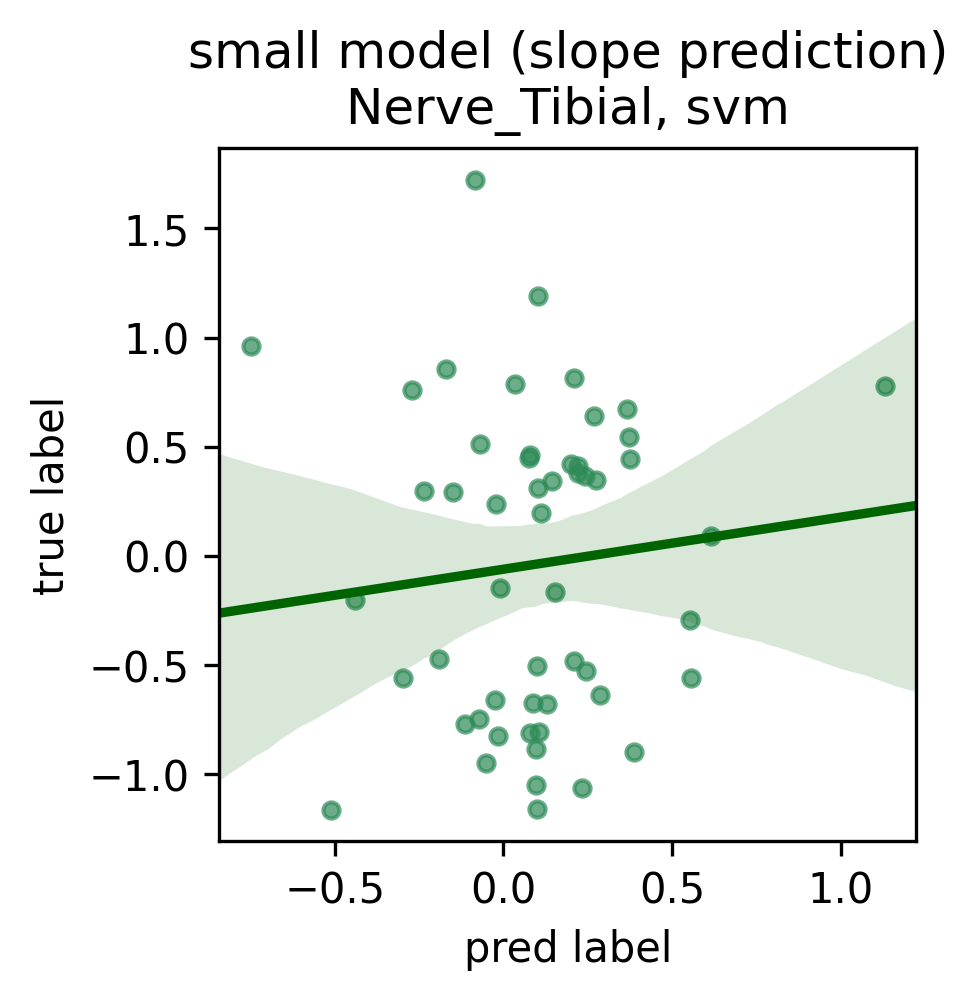 small model (slope prediction)
Nerve_Tibial, svm
true label
1.5
1.0
0.5
0.0
−0.5
−1.0
−0.5
0.0
0.5
1.0
pred label